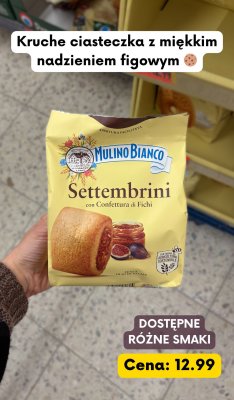 Kruche ciasteczka z miękkim
nadzieniem figowym
MULINO BIANCO
Settembrini
con Confettura di Fichi
DOSTĘPNE
RÓŻNE SMAKI
Cena: 12.99